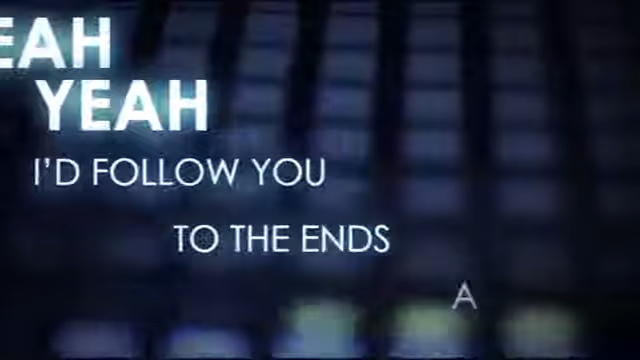 EAH
YEAH
I'D FOLLOW YOU
TO THE ENDS
A